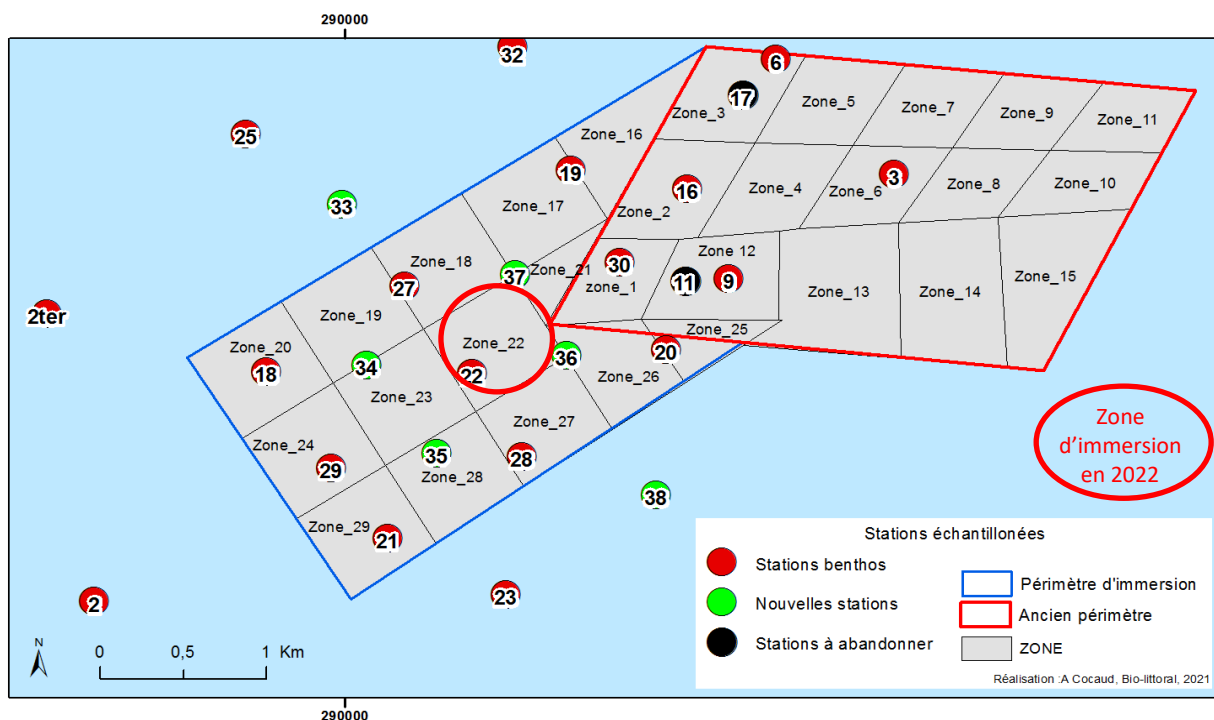 290000
32
6
17
Zone_3
Zone_5
Zone_7
Zone_9
Zone_11
25
Zone_16
19
16
Zone_4
Zone_6
3
Zone_8
Zone_10
33
Zone_17
Zone_2
Zone_18
37
Zone_21
30
zone_1
Zone 12
11
9
Zone_13
Zone_14
Zone_15
27
2ter
Zone_19
Zone_20
18
34
Zone_22
22
36
20
Zone_25
Zone_26
Zone_23
Zone_27
Zone_24
29
35
28
Zone_28
38
Zone_29
21
23
2
Zone
d'immersion
en 2022
Stations échantillonées
Stations benthos
Nouvelles stations
Stations à abandonner
Périmètre d'immersion
Ancien périmètre
ZONE
Réalisation :A Cocaud, Bio-littoral, 2021
N
0 0,5 1 Km
290000